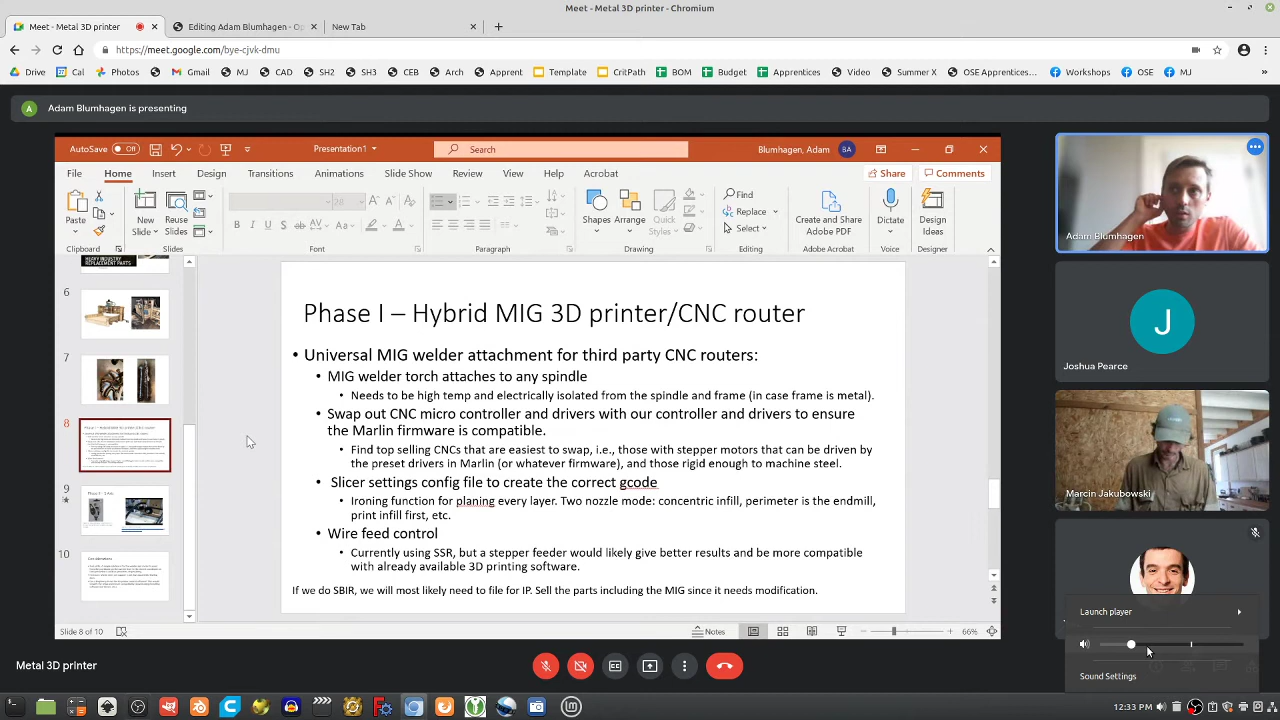 Meet - Metal 3D printer - Chromium
Meet - Metal 3D printer
Editing Adam Blumhagen - Op
New Tab
https://meet.google.com/bye-cjvk-dmu
Drive Cal Photos Gmail MJ CAD SH2 SH3 CEB Arch Apprent Template CritPath BOM Budget Apprentices Video Summer X OSE Apprentices... Workshops OSE MJ »
A Adam Blumhagen is presenting
AutoSave Off Presentation1 Search Blumhagen, Adam BA
File Home Insert Design Transitions Animations Slide Show Review View Help Acrobat Share Comments
Paste New Slide Reuse Slides 28 Shapes Arrange Quick Styles Find Replace Select Create and Share Adobe PDF Dictate Design Ideas
Clipboard Slides Font Paragraph Drawing Editing Adobe Acrobat Voice Designer
HEAVY INDUSTRY
REPLACEMENT PARTS
6
7
8
9
10
Phase I – Hybrid MIG 3D printer/CNC router
• Universal MIG welder attachment for third party CNC routers:
• MIG welder torch attaches to any spindle
• Needs to be high temp and electrically isolated from the spindle and frame (in case frame is metal).
• Swap out CNC micro controller and drivers with our controller and drivers to ensure
the Marlin firmware is compatible.
• Find top selling CNCs that are easiest to swap, i.e., those with stepper motors that can be driven by
the preset drivers in Marlin (or whatever firmware), and those rigid enough to machine steel.
• Slicer settings config file to create the correct gcode
• Ironing function for planing every layer. Two nozzle mode: concentric infill, perimeter is the endmill,
print infill first, etc.
• Wire feed control
• Currently using SSR, but a stepper feeder would likely give better results and be more compatible
with already available 3D printing software.
If we do SBIR, we will most likely need to file for IP. Sell the parts including the MIG since it needs modification.
Slide 8 of 10
Notes
66%
Adam Blumhagen
J
Joshua Pearce
Marcin Jakubowski
Launch player
Sound Settings
Metal 3D printer
12:33 PM